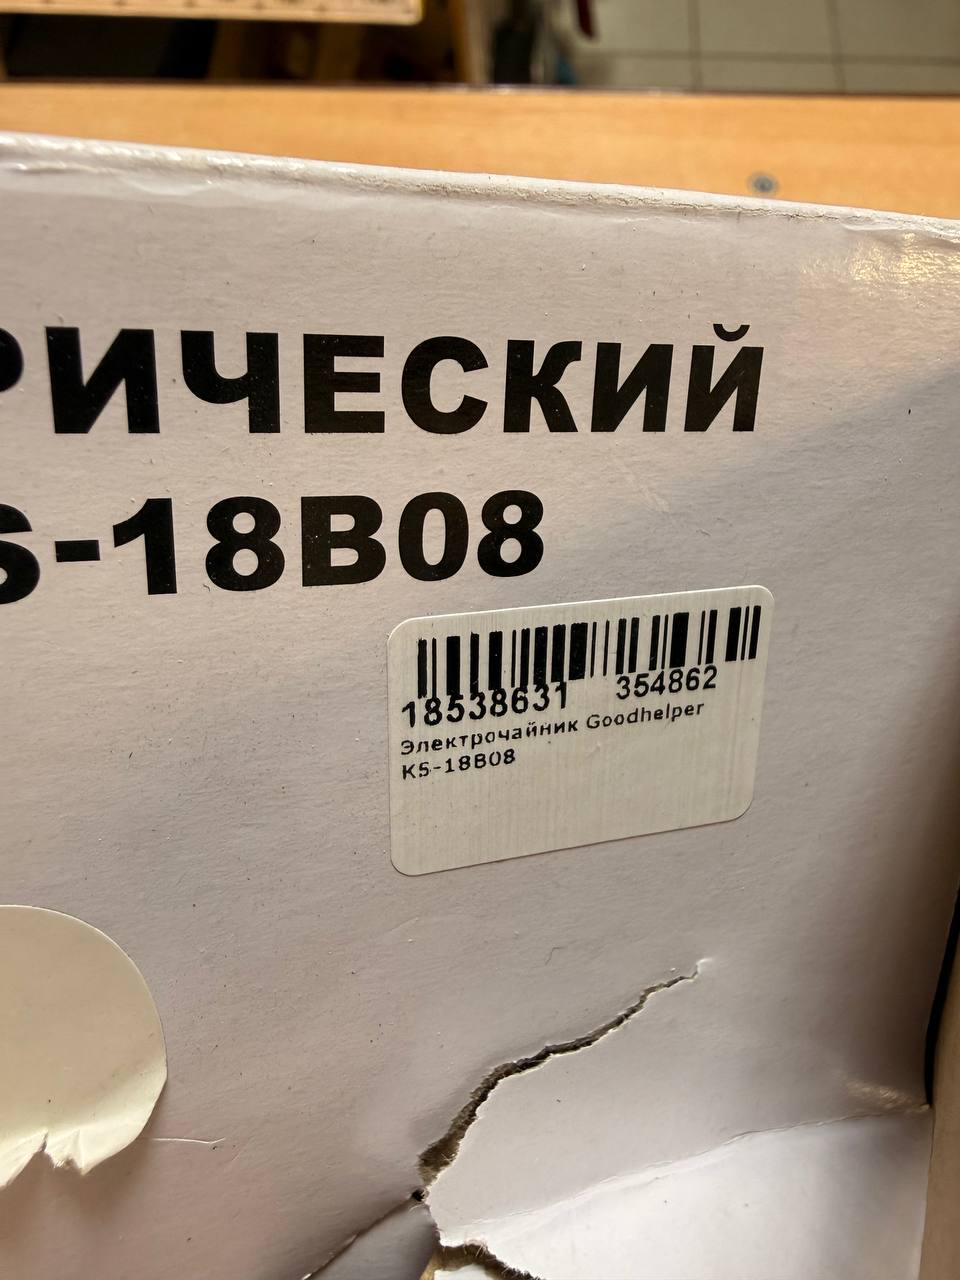 РИЧЕСКИЙ
S-18B08
18538631 354862
Электрочайник Goodhelper
KS-18B08